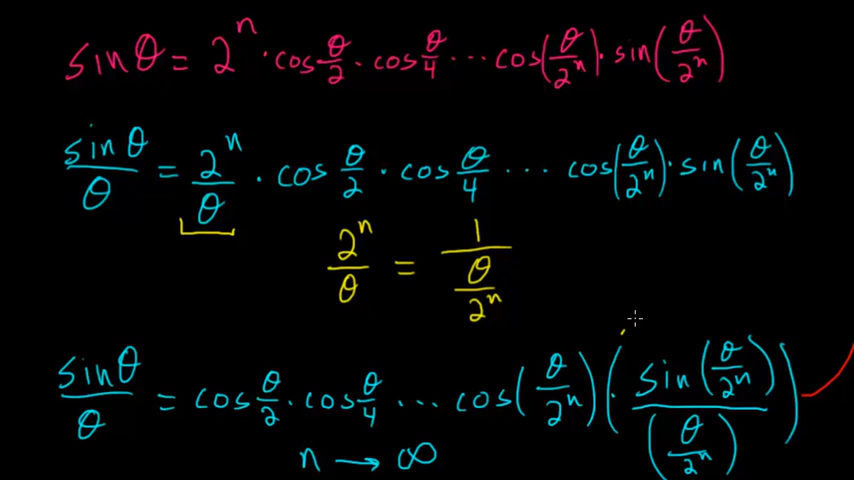 sin θ = 2^n · cos θ/2 · cos θ/4 ··· cos(θ/2^n) · sin(θ/2^n)
sin θ/θ = 2^n/θ · cos θ/2 · cos θ/4 ··· cos(θ/2^n) · sin(θ/2^n)
2^n/θ = 1/(θ/2^n)
sin θ/θ = cos θ/2 · cos θ/4 ··· cos(θ/2^n) · (sin(θ/2^n)/(θ/2^n))
n → ∞